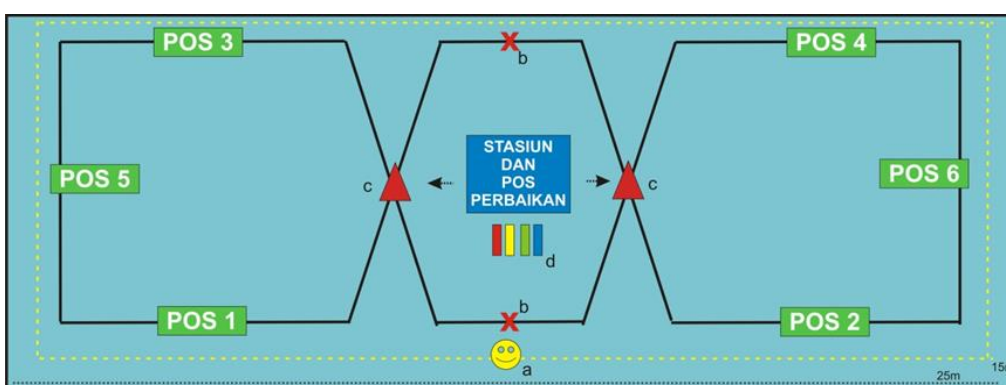 POS 3
b
POS 4
POS 5
c
STASIUN
DAN
POS
PERBAIKAN
c
POS 6
d
POS 1
b
POS 2
a
25m